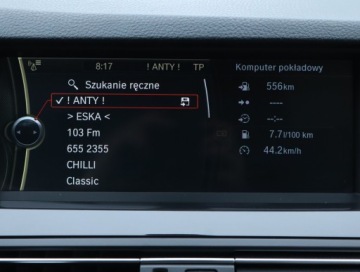 8:17 ! ANTY ! TP
Szukanie ręczne
! ANTY !
> ESKA <
103 Fm
655 2355
CHILLI
Classic
Komputer pokładowy
556km
----
--:--
7.7l/100 km
44.2km/h